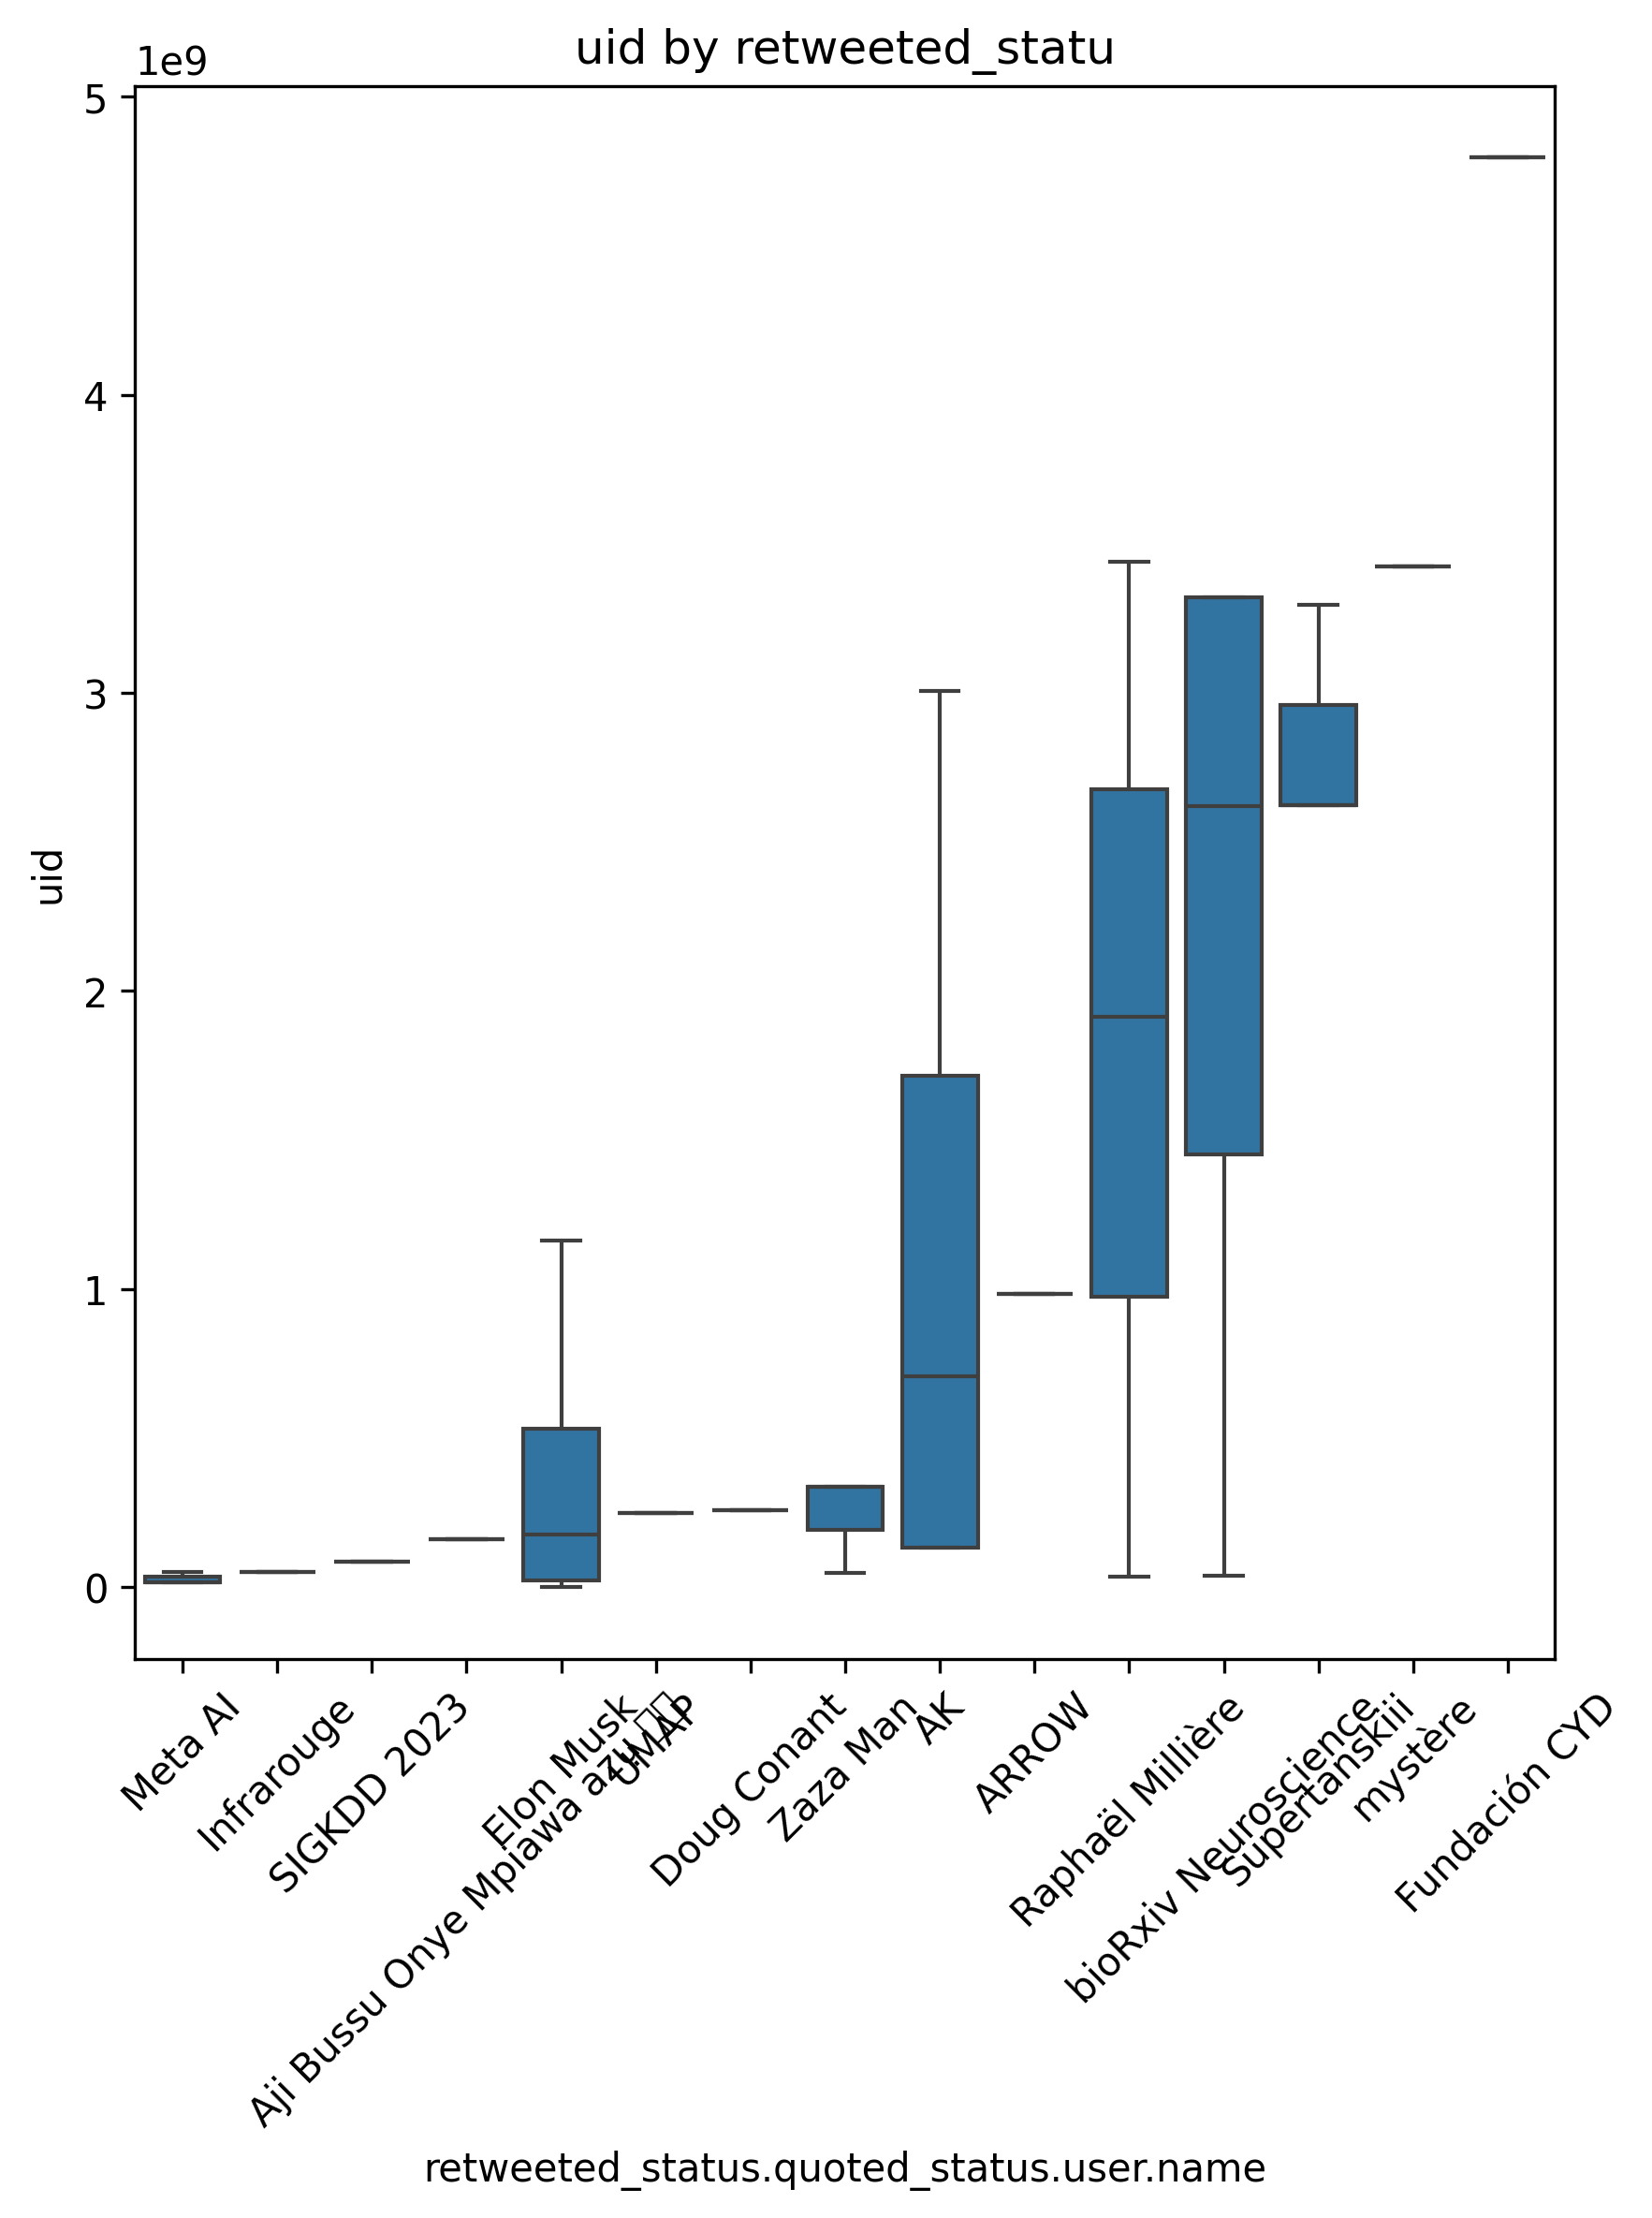 uid by retweeted_statu
1e9
5
4
3
2
1
0
uid
Meta AI
Infrarouge
SIGKDD 2023
Aji Bussu Onye Mpiawa azu
Elon Musk
UMAP
Doug Conant
Zaza Man
AK
ARROW
Raphaël Millière
bioRxiv Neuroscience
Supertanskiii
mystère
Fundación CYD
retweeted_status.quoted_status.user.name